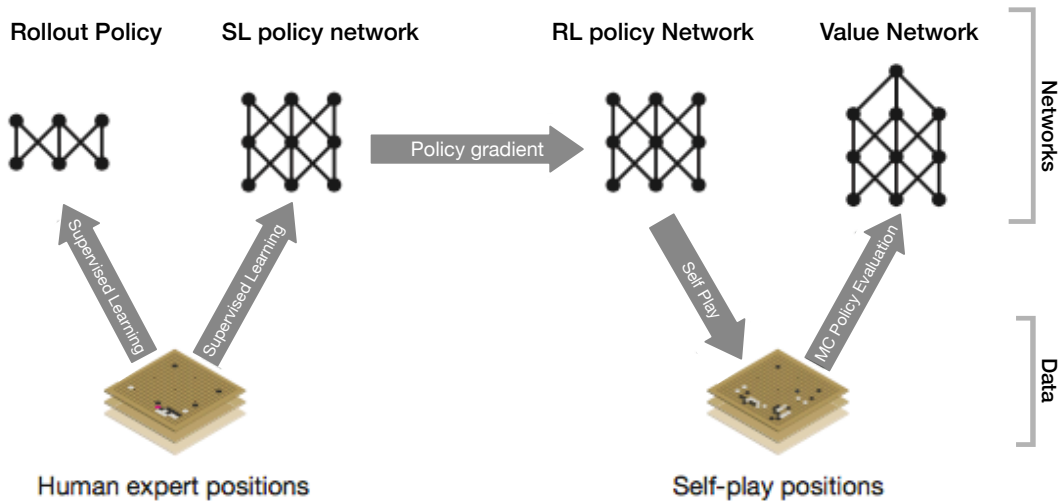 Rollout Policy
SL policy network
RL policy Network
Value Network
Networks
Policy gradient
Supervised Learning
Supervised Learning
Self Play
MC Policy Evaluation
Data
Human expert positions
Self-play positions